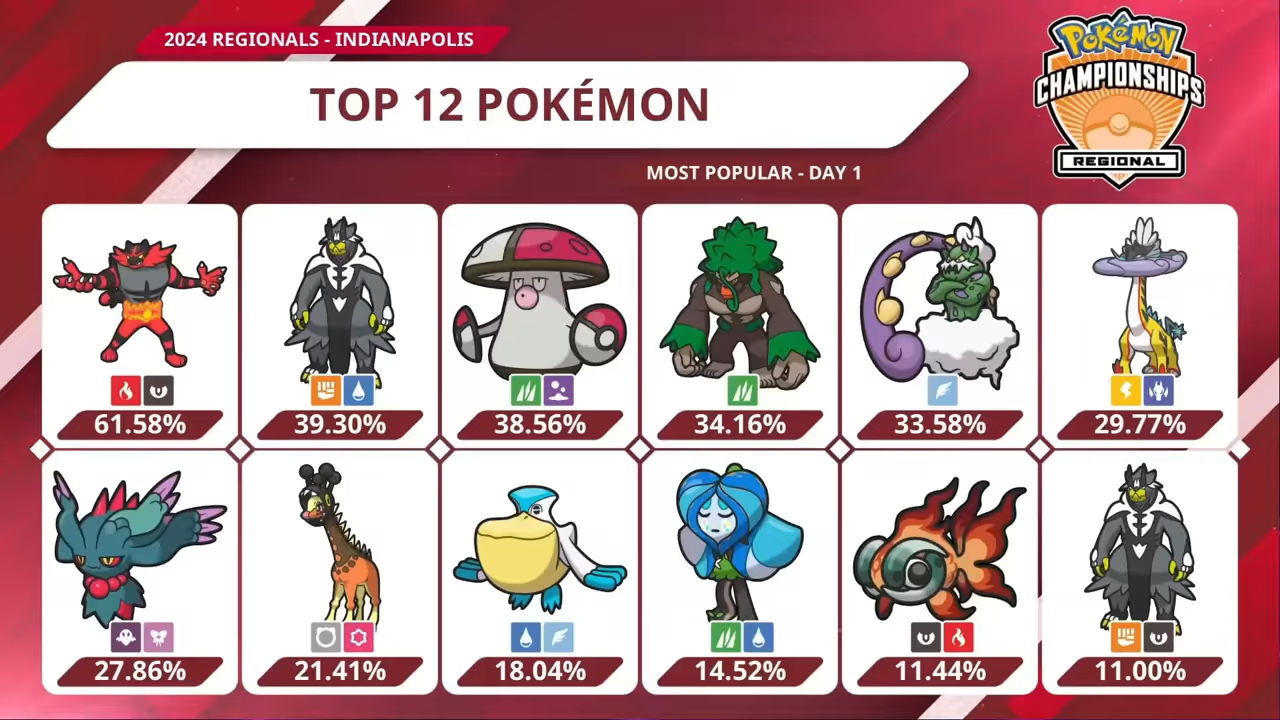 2024 REGIONALS - INDIANAPOLIS
TOP 12 POKÉMON
MOST POPULAR - DAY 1
Pokémon
CHAMPIONSHIPS
REGIONAL
61.58%
39.30%
38.56%
34.16%
33.58%
29.77%
27.86%
21.41%
18.04%
14.52%
11.44%
11.00%